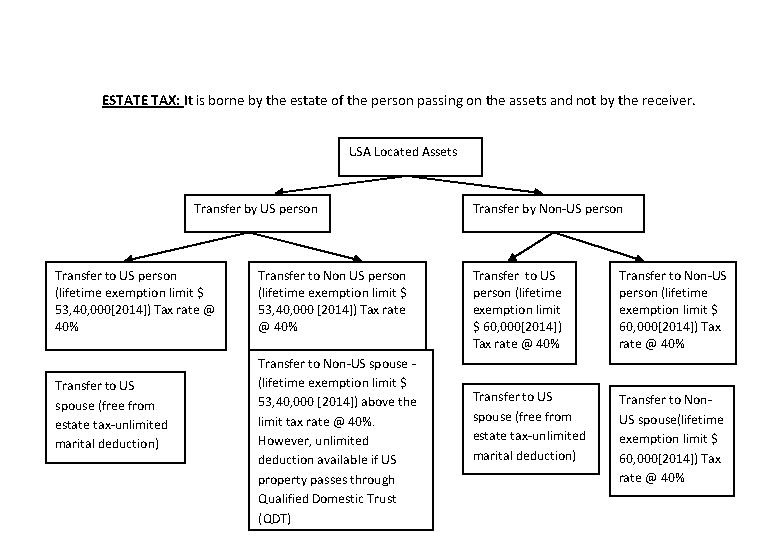 ESTATE TAX: It is borne by the estate of the person passing on the assets and not by the receiver.
USA Located Assets
Transfer by US person
Transfer by Non-US person
Transfer to US person
(lifetime exemption limit $
53,40,000[2014]) Tax rate @
40%
Transfer to Non US person
(lifetime exemption limit $
53,40,000 [2014]) Tax rate
@ 40%
Transfer to US
person (lifetime
exemption limit
$ 60,000[2014])
Tax rate @ 40%
Transfer to Non-US
person (lifetime
exemption limit $
60,000[2014]) Tax
rate @ 40%
Transfer to US
spouse (free from
estate tax-unlimited
marital deduction)
Transfer to Non-US spouse -
(lifetime exemption limit $
53,40,000 [2014]) above the
limit tax rate @ 40%.
However, unlimited
deduction available if US
property passes through
Qualified Domestic Trust
(QDT)
Transfer to US
spouse (free from
estate tax-unlimited
marital deduction)
Transfer to Non-
US spouse(lifetime
exemption limit $
60,000[2014]) Tax
rate @ 40%